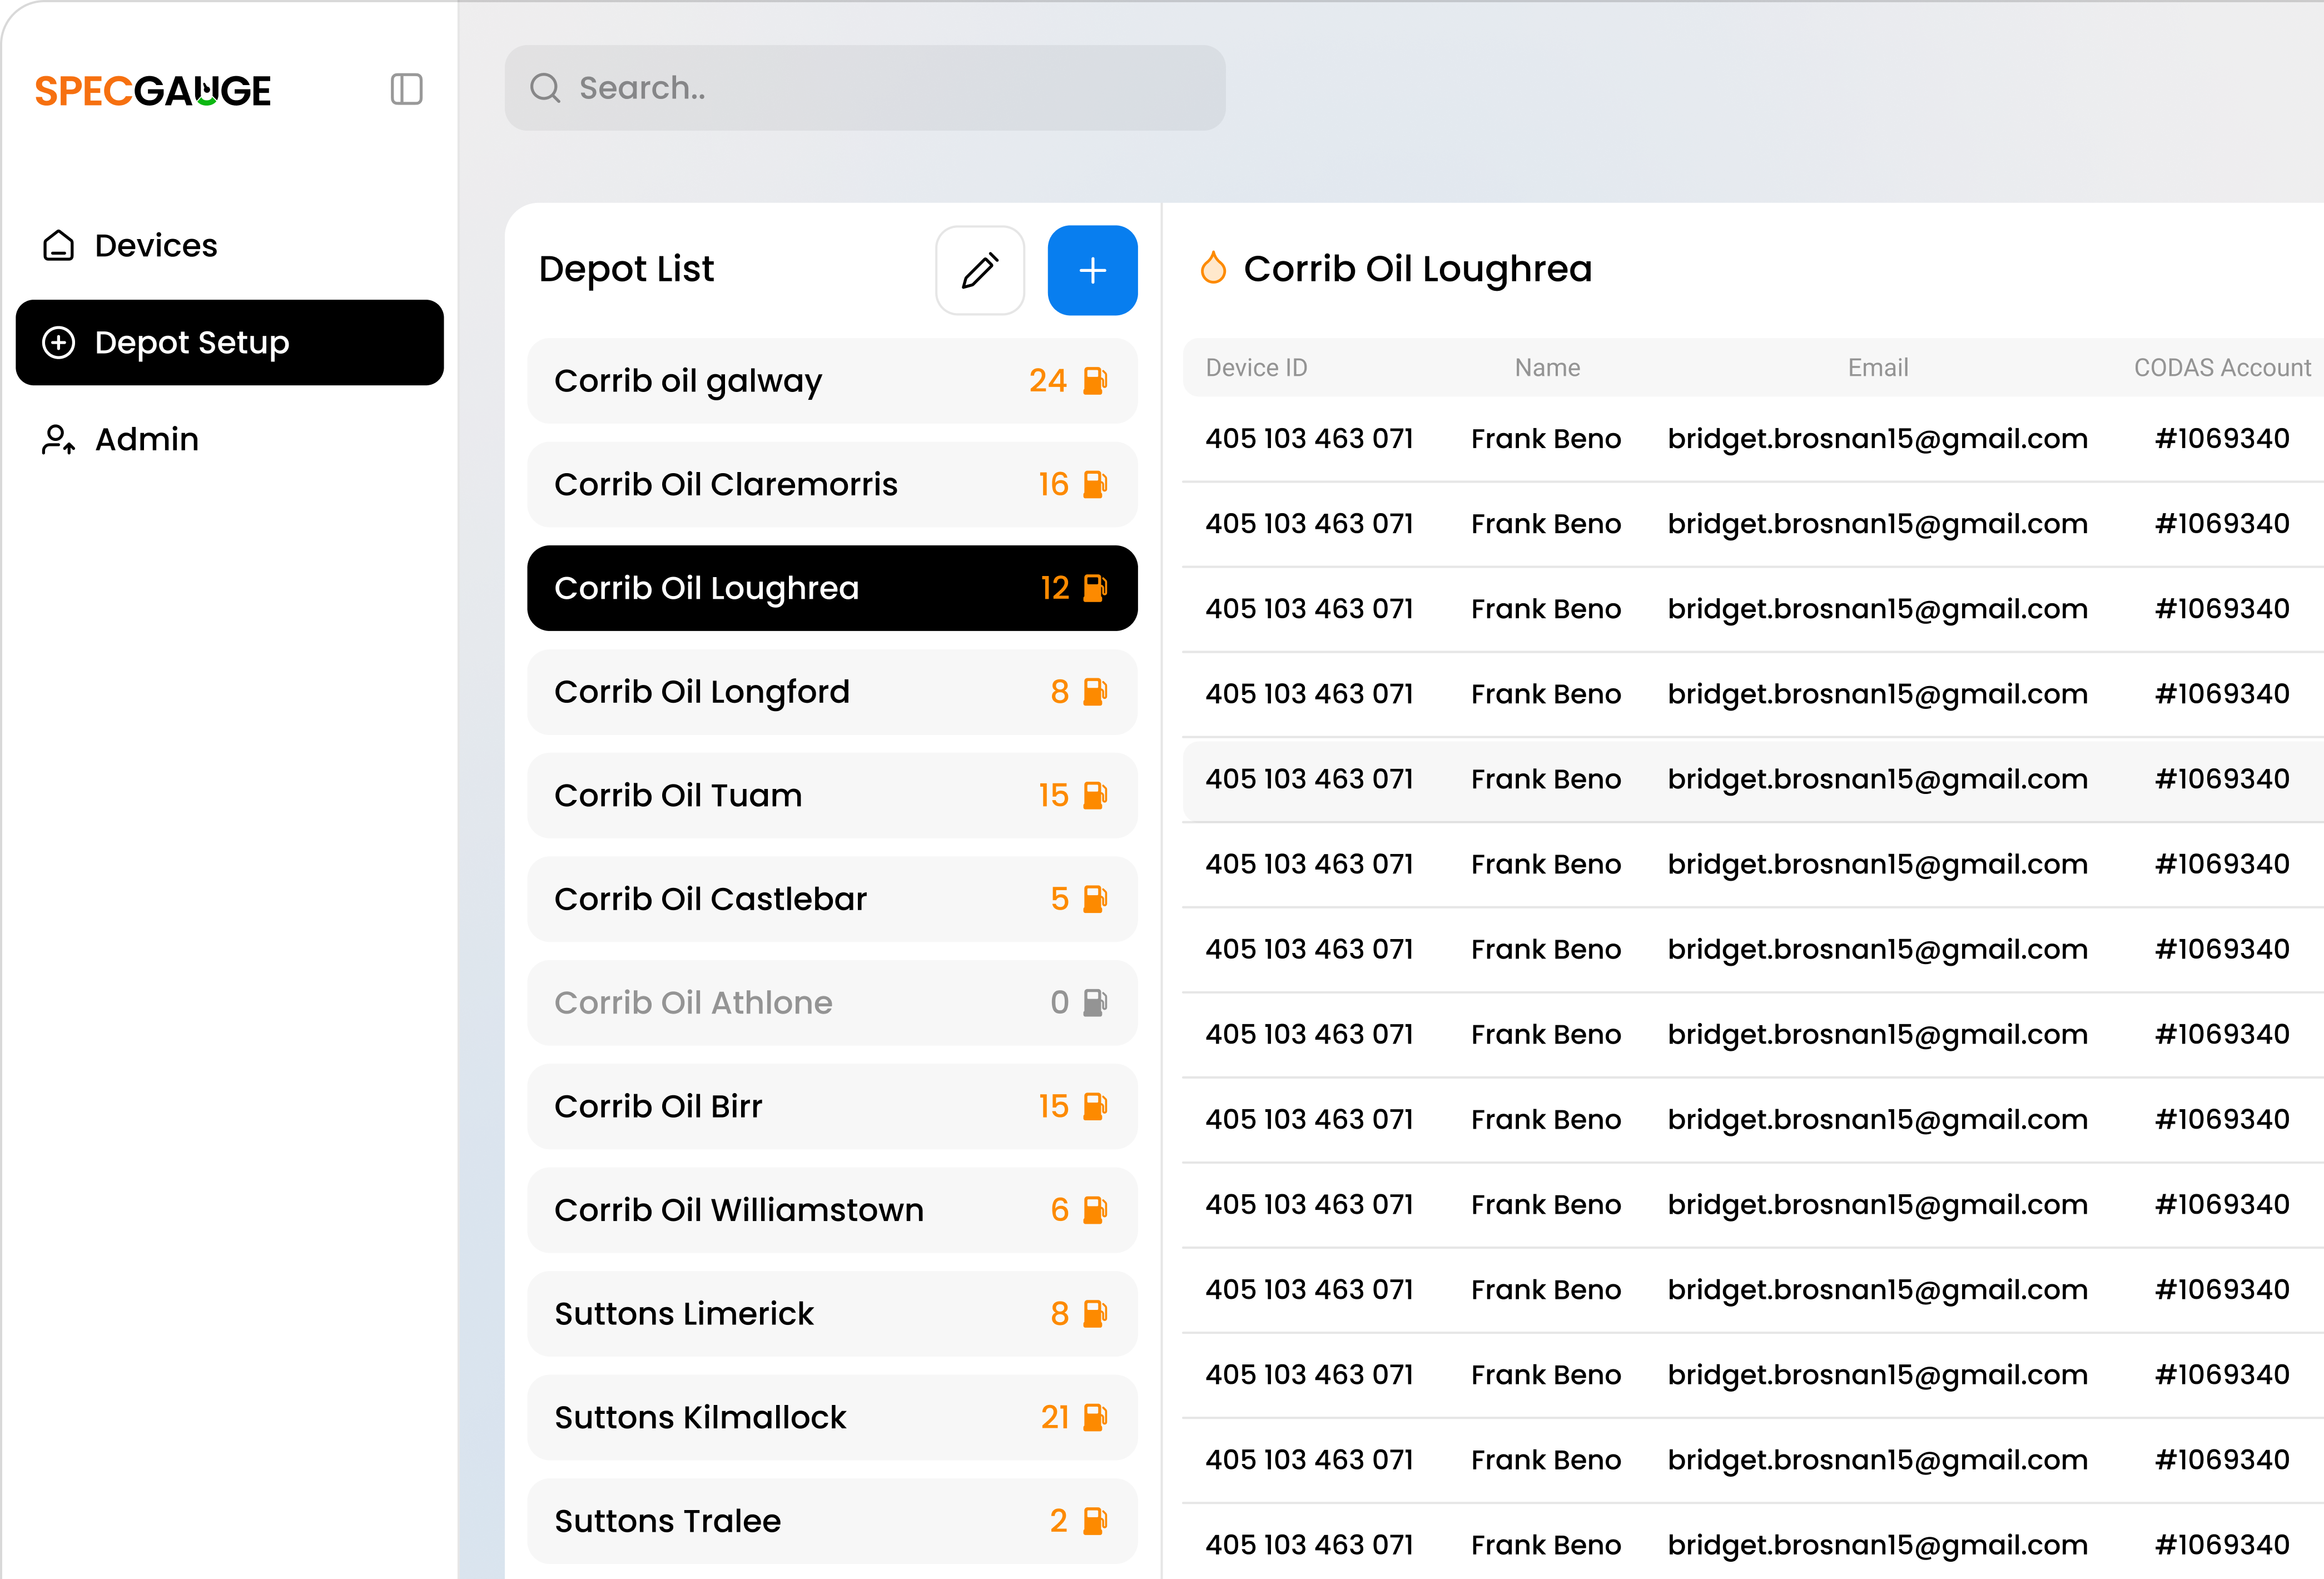 SPECGAUGE
Search..
Devices
Depot Setup
Admin
Depot List
Corrib oil galway 24
Corrib Oil Claremorris 16
Corrib Oil Loughrea 12
Corrib Oil Longford 8
Corrib Oil Tuam 15
Corrib Oil Castlebar 5
Corrib Oil Athlone 0
Corrib Oil Birr 15
Corrib Oil Williamstown 6
Suttons Limerick 8
Suttons Kilmallock 21
Suttons Tralee 2
Corrib Oil Loughrea
Device ID Name Email CODAS Account
405 103 463 071 Frank Beno bridget.brosnan15@gmail.com #1069340
405 103 463 071 Frank Beno bridget.brosnan15@gmail.com #1069340
405 103 463 071 Frank Beno bridget.brosnan15@gmail.com #1069340
405 103 463 071 Frank Beno bridget.brosnan15@gmail.com #1069340
405 103 463 071 Frank Beno bridget.brosnan15@gmail.com #1069340
405 103 463 071 Frank Beno bridget.brosnan15@gmail.com #1069340
405 103 463 071 Frank Beno bridget.brosnan15@gmail.com #1069340
405 103 463 071 Frank Beno bridget.brosnan15@gmail.com #1069340
405 103 463 071 Frank Beno bridget.brosnan15@gmail.com #1069340
405 103 463 071 Frank Beno bridget.brosnan15@gmail.com #1069340
405 103 463 071 Frank Beno bridget.brosnan15@gmail.com #1069340
405 103 463 071 Frank Beno bridget.brosnan15@gmail.com #1069340
405 103 463 071 Frank Beno bridget.brosnan15@gmail.com #1069340
405 103 463 071 Frank Beno bridget.brosnan15@gmail.com #1069340